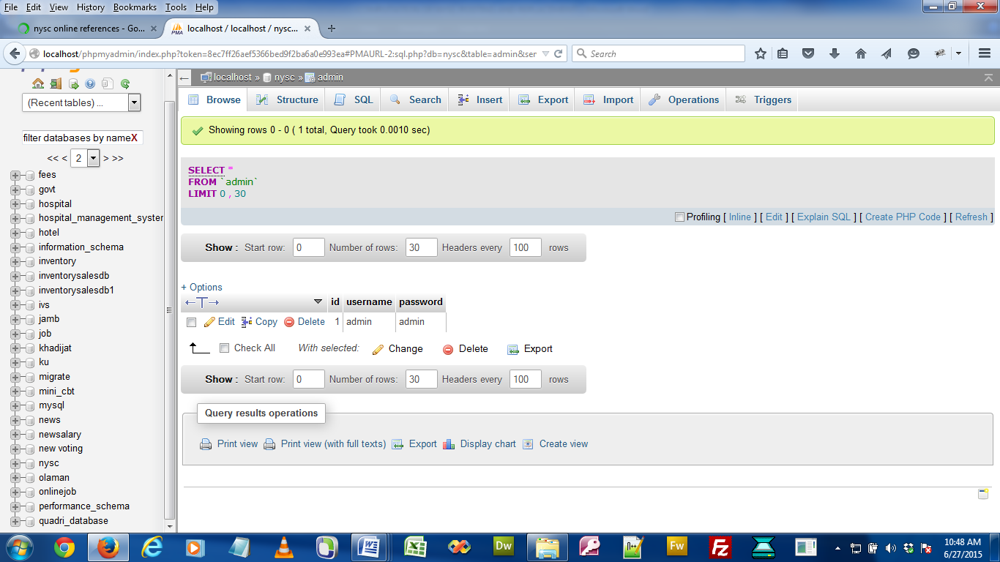 File Edit View History Bookmarks Tools Help
nysc online references - Go... × localhost / localhost / nysc... ×
localhost/phpmyadmin/index.php?token=8ec7ff26aef5366bed9f2ba6a0e993ea#PMAURL-2:sql.php?db=nysc&table=admin&ser Search
localhost » nysc » admin
(Recent tables) ...
Browse Structure SQL Search Insert Export Import Operations Triggers
filter databases by nameX
<< < 2 > >>
fees
govt
hospital
hospital_management_system
hotel
information_schema
inventory
inventorysalesdb
inventorysalesdb1
ivs
jamb
job
khadijat
ku
migrate
mini_cbt
mysql
news
newsalary
new voting
nysc
olaman
onlinejob
performance_schema
quadri_database
Showing rows 0 - 0 ( 1 total, Query took 0.0010 sec)
SELECT *
FROM `admin`
LIMIT 0 , 30
Profiling [ Inline ] [ Edit ] [ Explain SQL ] [ Create PHP Code ] [ Refresh ]
Show : Start row: 0 Number of rows: 30 Headers every 100 rows
+ Options
←T→ id username password
Edit Copy Delete 1 admin admin
Check All With selected: Change Delete Export
Show : Start row: 0 Number of rows: 30 Headers every 100 rows
Query results operations
Print view Print view (with full texts) Export Display chart Create view
Dw Fw Fz
10:48 AM
6/27/2015